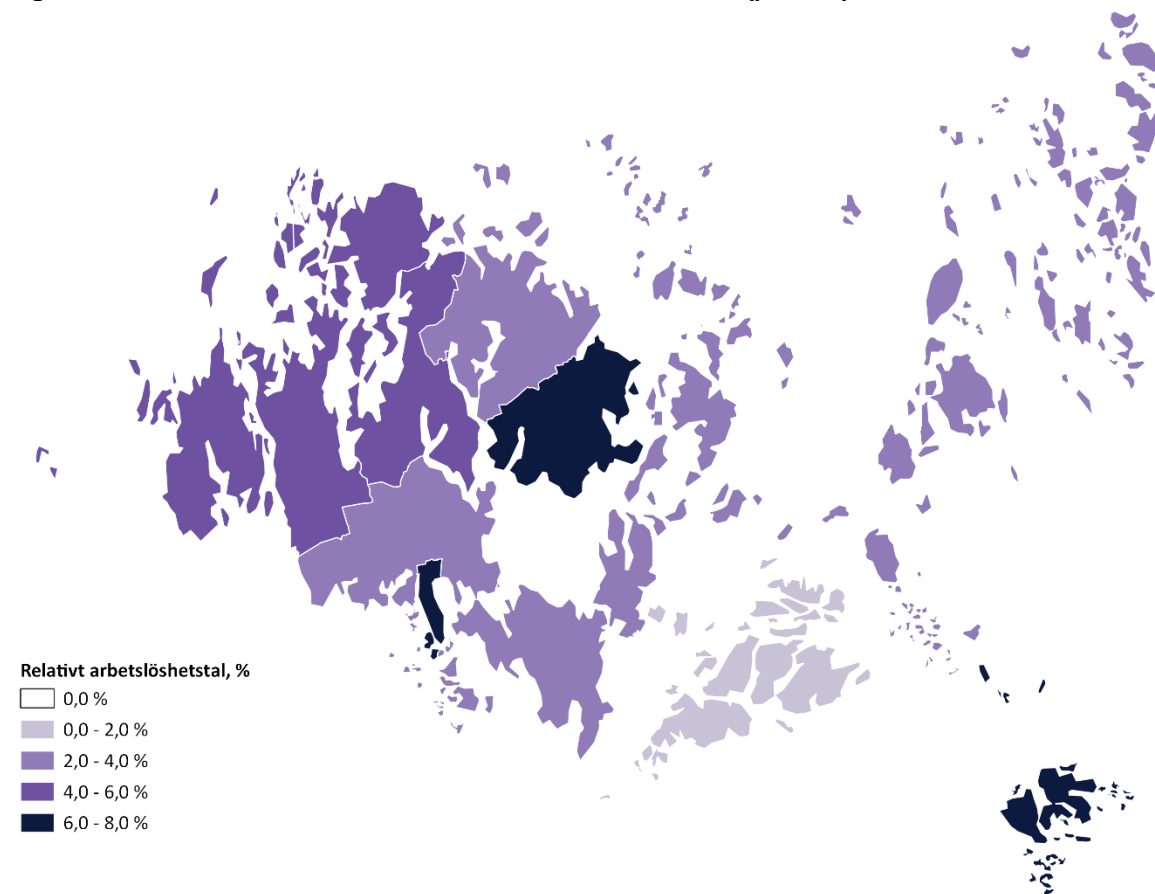 Relativt arbetslöshetstal, %
0,0 %
0,0 - 2,0 %
2,0 - 4,0 %
4,0 - 6,0 %
6,0 - 8,0 %